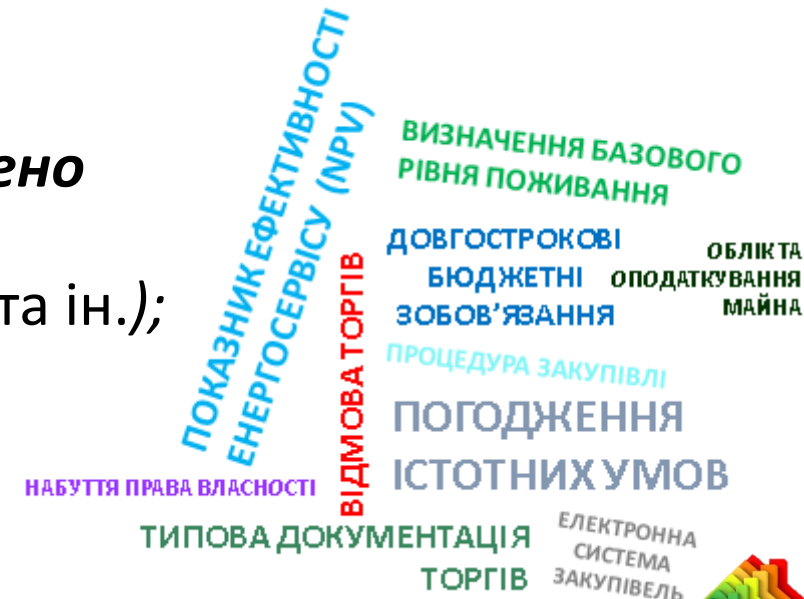 ено
та ін.);
ПОКАЗНИК ЕФЕКТИВНОСТІ
ЕНЕРГОСЕРВІСУ (NPV)
ВИЗНАЧЕННЯ БАЗОВОГО
РІВНЯ ПОЖИВАННЯ
ВІДМОВА ТОРГІВ
ДОВГОСТРОКОВІ
БЮДЖЕТНІ
ЗОБОВ’ЯЗАННЯ
ОБЛІК ТА
ОПОДАТКУВАННЯ
МАЙНА
ПРОЦЕДУРА ЗАКУПІВЛІ
ПОГОДЖЕННЯ
ІСТОТНИХ УМОВ
НАБУТТЯ ПРАВА ВЛАСНОСТІ
ТИПОВА ДОКУМЕНТАЦІЯ
ТОРГІВ
ЕЛЕКТРОННА
СИСТЕМА
ЗАКУПІВЕЛЬ